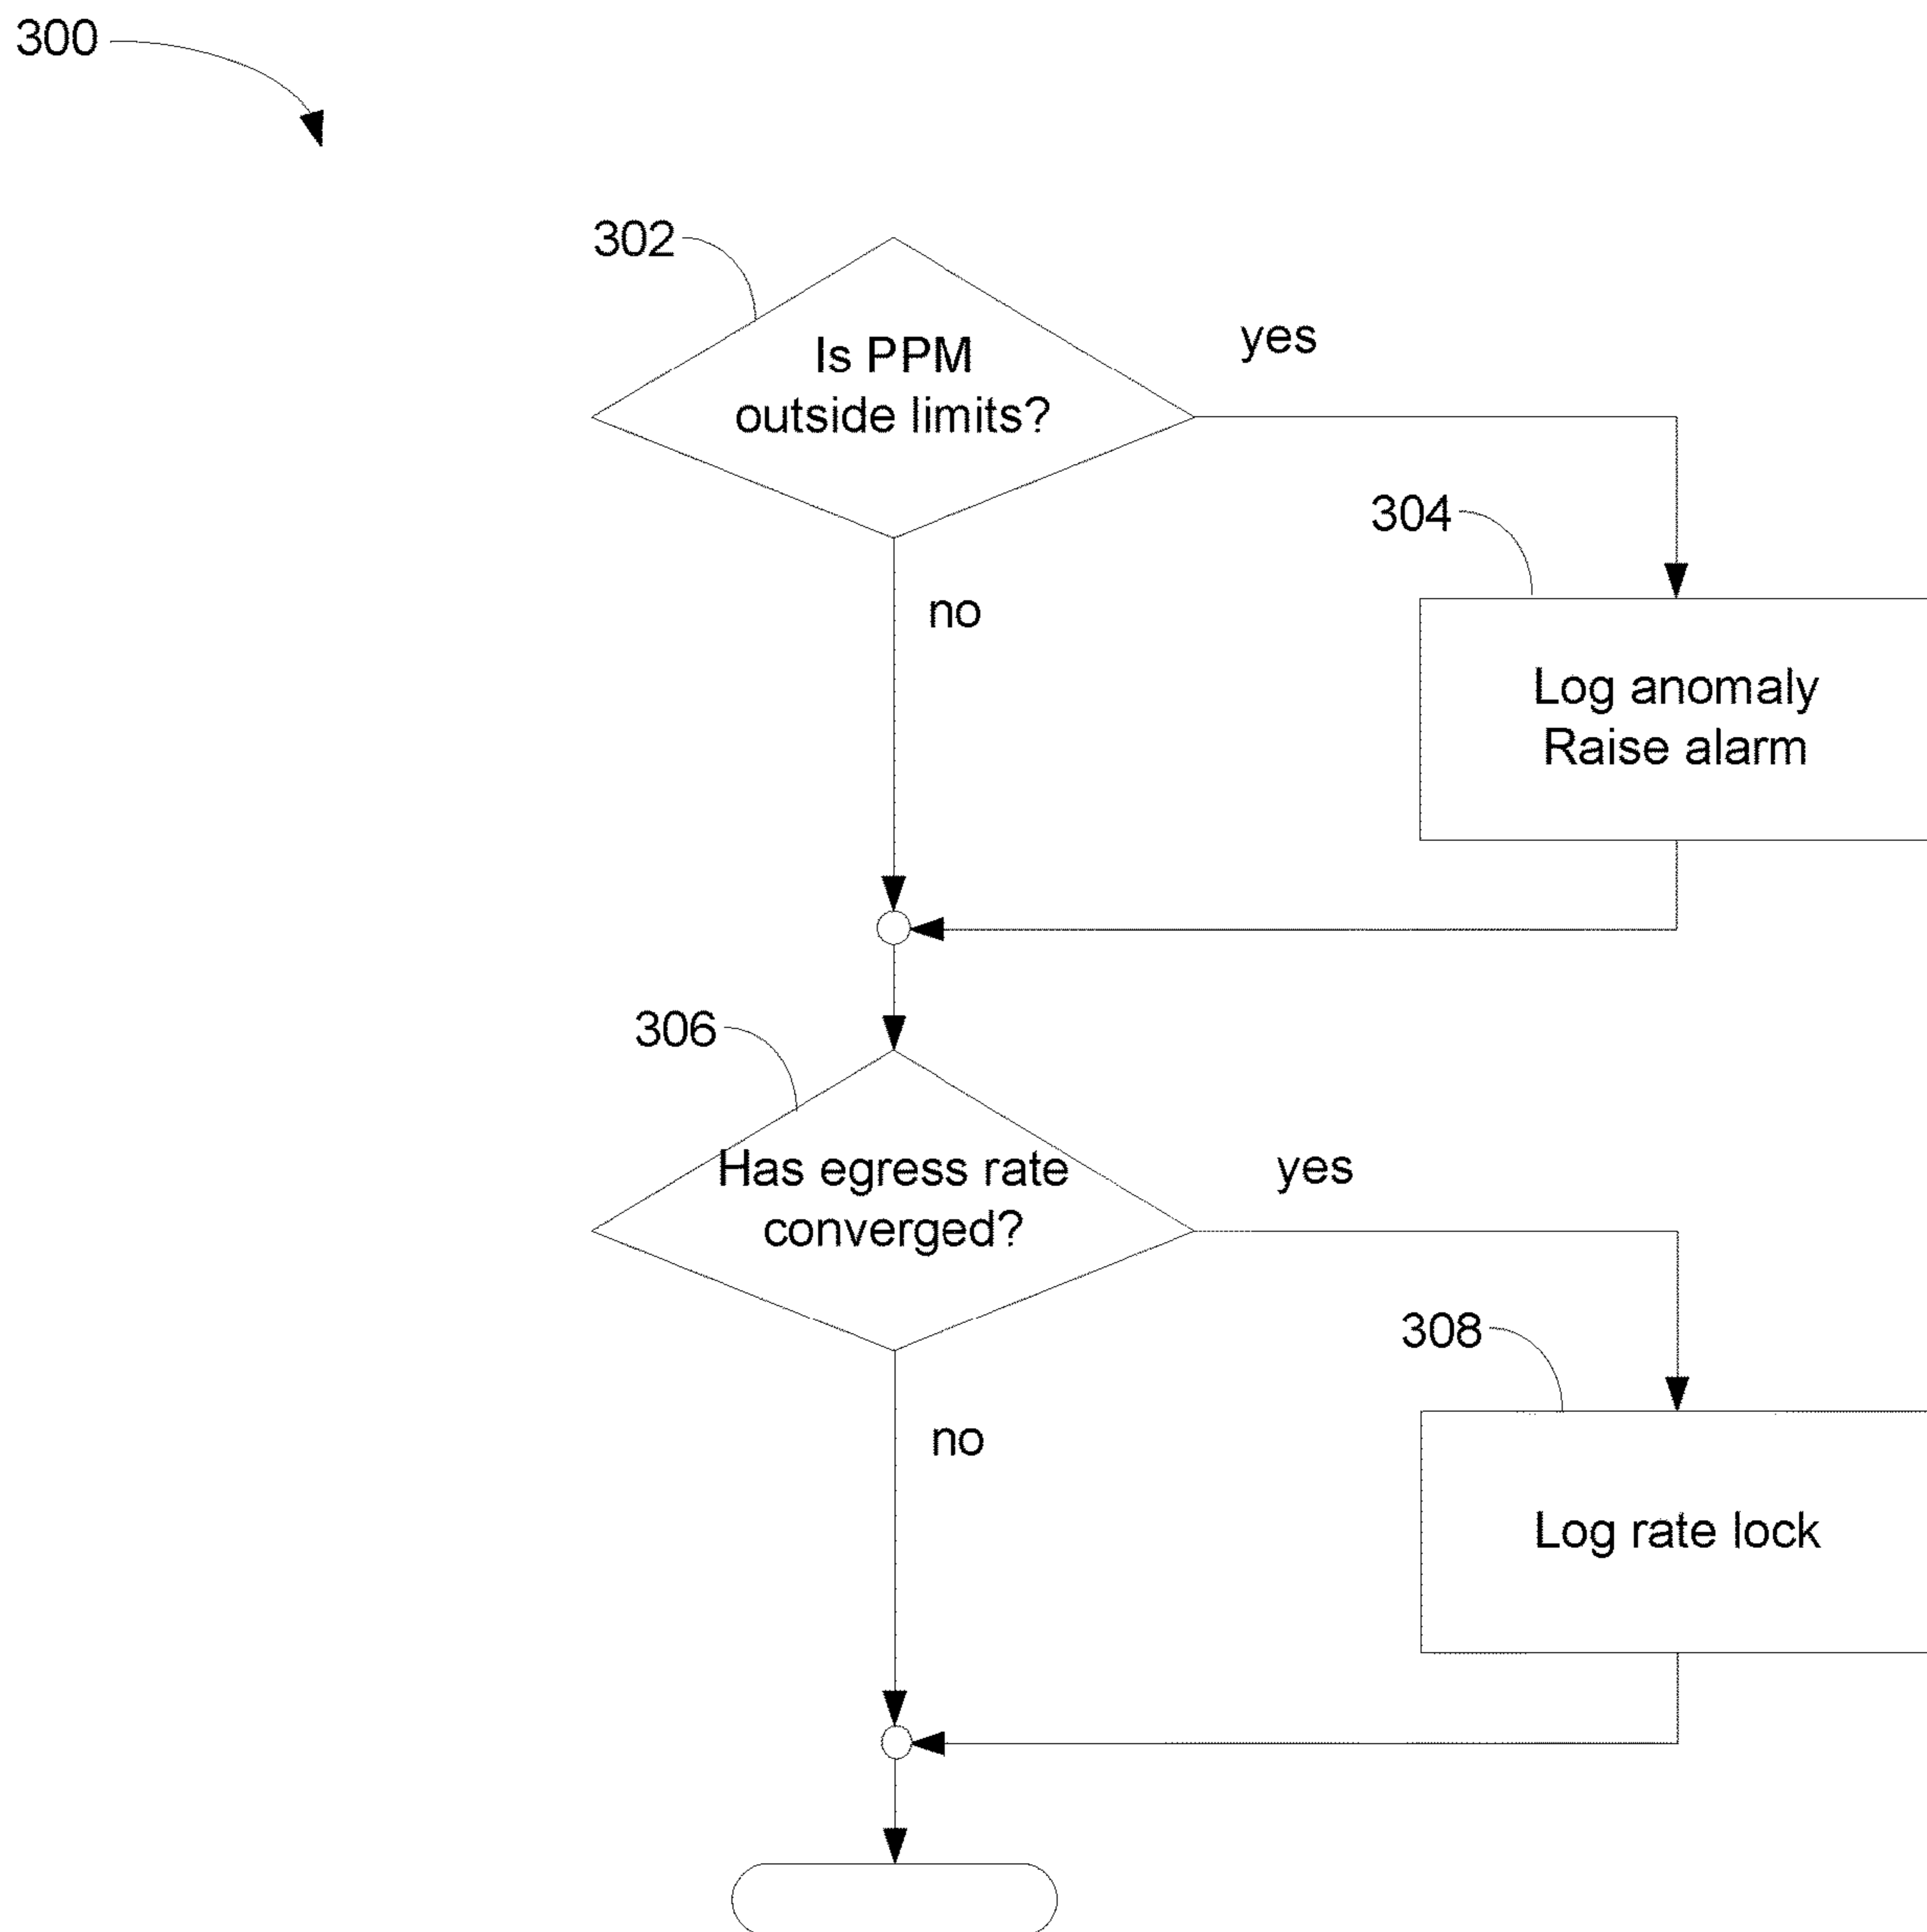 300
302
Is PPM
outside limits?
yes
304
no
Log anomaly
Raise alarm
306
Has egress rate
converged?
yes
308
no
Log rate lock